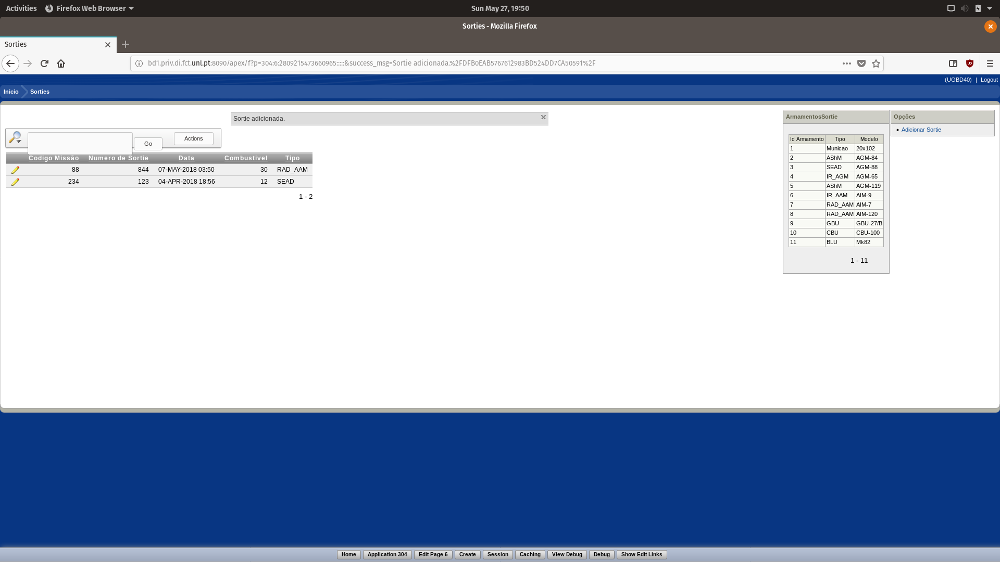 Activities Firefox Web Browser Sun May 27, 19:50
Sorties - Mozilla Firefox
Sorties
bd1.priv.di.fct.unl.pt:8090/apex/f?p=304:6:2809215473660965:::::&success_msg=Sortie adicionada.%2FDFB0EAB5767612983BD524DD7CA50591%2F
(UGBD40) | Logout
Inicio Sorties
Sortie adicionada.
Go Actions
Codigo Missão Numero de Sortie Data Combustivel Tipo
88 844 07-MAY-2018 03:50 30 RAD_AAM
234 123 04-APR-2018 18:56 12 SEAD
1 - 2
ArmamentosSortie
Id Armamento Tipo Modelo
1 Municao 20x102
2 AShM AGM-84
3 SEAD AGM-88
4 IR_AGM AGM-65
5 AShM AGM-119
6 IR_AAM AIM-9
7 RAD_AAM AIM-7
8 RAD_AAM AIM-120
9 GBU GBU-27/B
10 CBU CBU-100
11 BLU Mk82
1 - 11
Opções
• Adicionar Sortie
Home Application 304 Edit Page 6 Create Session Caching View Debug Debug Show Edit Links